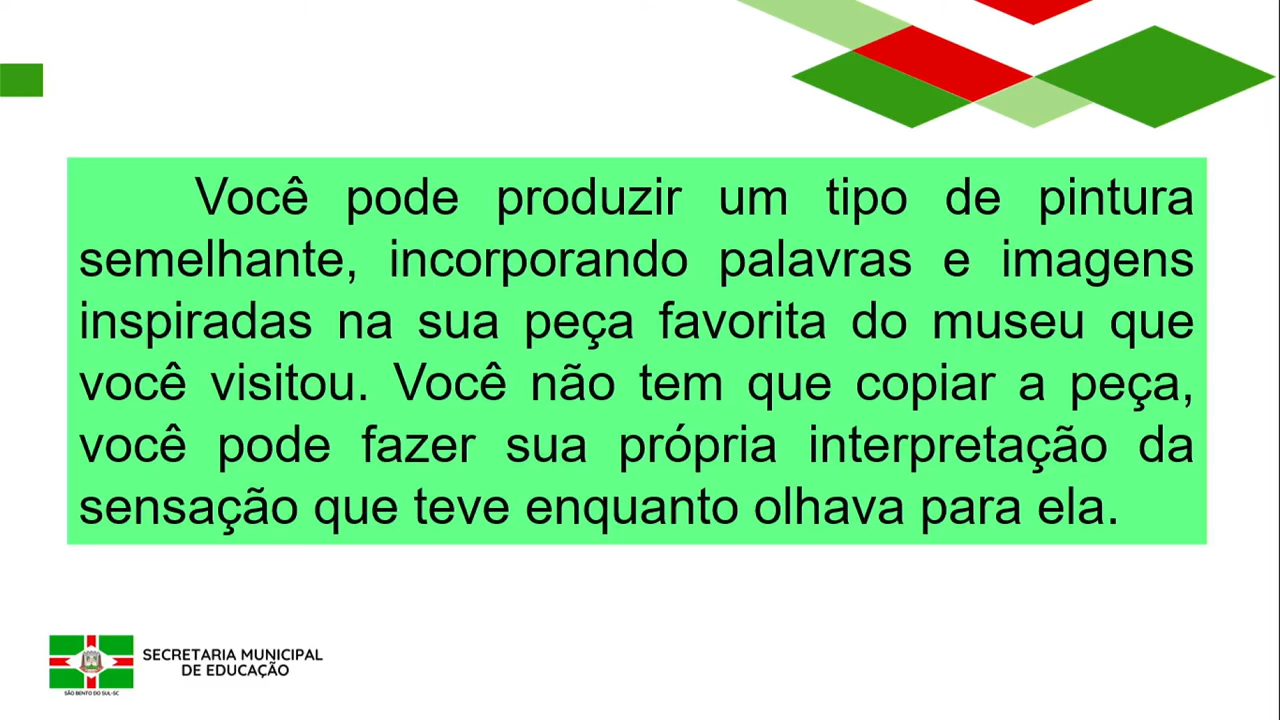 Você pode produzir um tipo de pintura
semelhante, incorporando palavras e imagens
inspiradas na sua peça favorita do museu que
você visitou. Você não tem que copiar a peça,
você pode fazer sua própria interpretação da
sensação que teve enquanto olhava para ela.
SECRETARIA MUNICIPAL
DE EDUCAÇÃO
SÃO BENTO DO SUL-SC